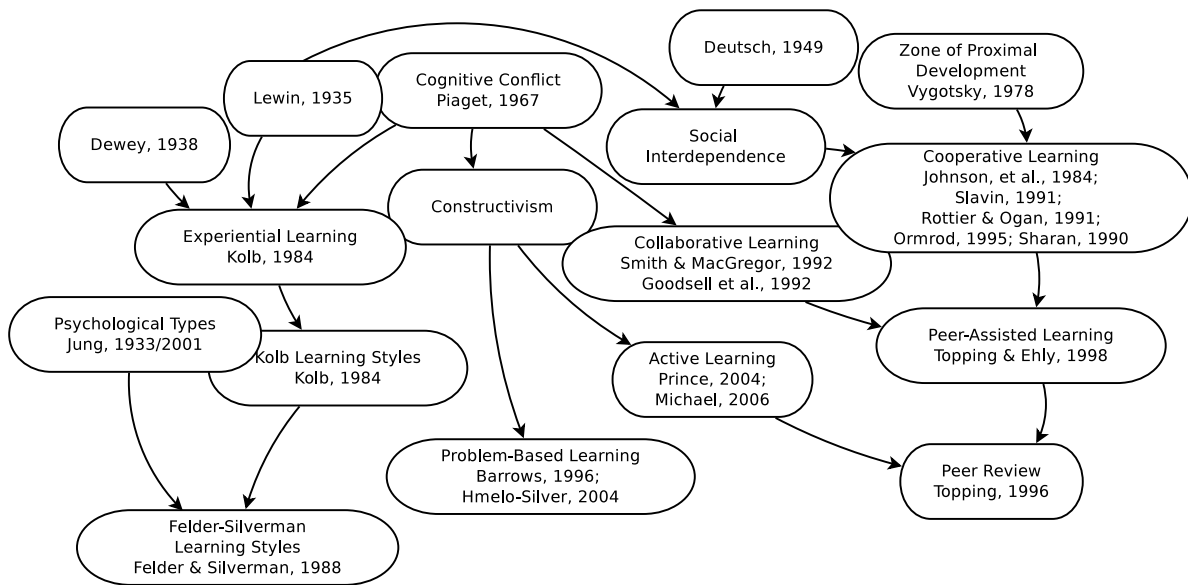 Deutsch, 1949
Zone of Proximal
Development
Vygotsky, 1978
Lewin, 1935
Cognitive Conflict
Piaget, 1967
Dewey, 1938
Social
Interdependence
Cooperative Learning
Johnson, et al., 1984;
Slavin, 1991;
Rottier & Ogan, 1991;
Ormrod, 1995; Sharan, 1990
Constructivism
Experiential Learning
Kolb, 1984
Collaborative Learning
Smith & MacGregor, 1992
Goodsell et al., 1992
Psychological Types
Jung, 1933/2001
Kolb Learning Styles
Kolb, 1984
Peer-Assisted Learning
Topping & Ehly, 1998
Active Learning
Prince, 2004;
Michael, 2006
Problem-Based Learning
Barrows, 1996;
Hmelo-Silver, 2004
Peer Review
Topping, 1996
Felder-Silverman
Learning Styles
Felder & Silverman, 1988